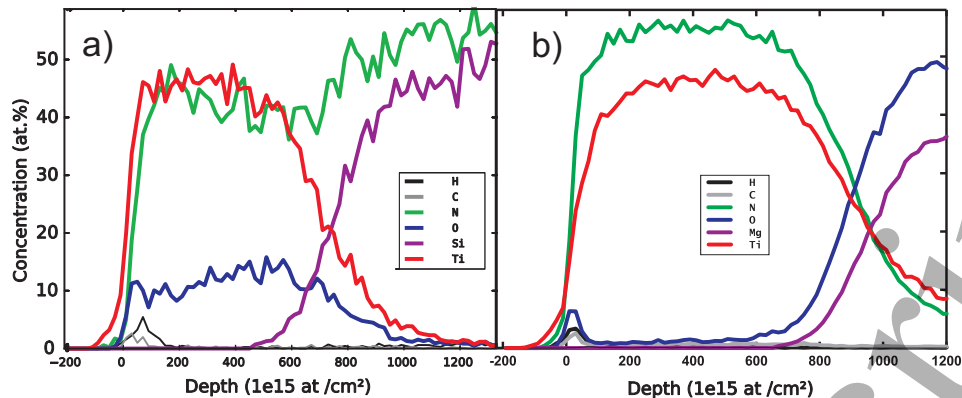 a)
b)
50
40
30
20
10
0
Concentration (at.%)
H
C
N
O
Si
Ti
H
C
N
O
Mg
Ti
-200 0 200 400 600 800 1000 1200
-200 0 200 400 600 800 1000 1200
Depth (1e15 at /cm²)
Depth (1e15 at /cm²)